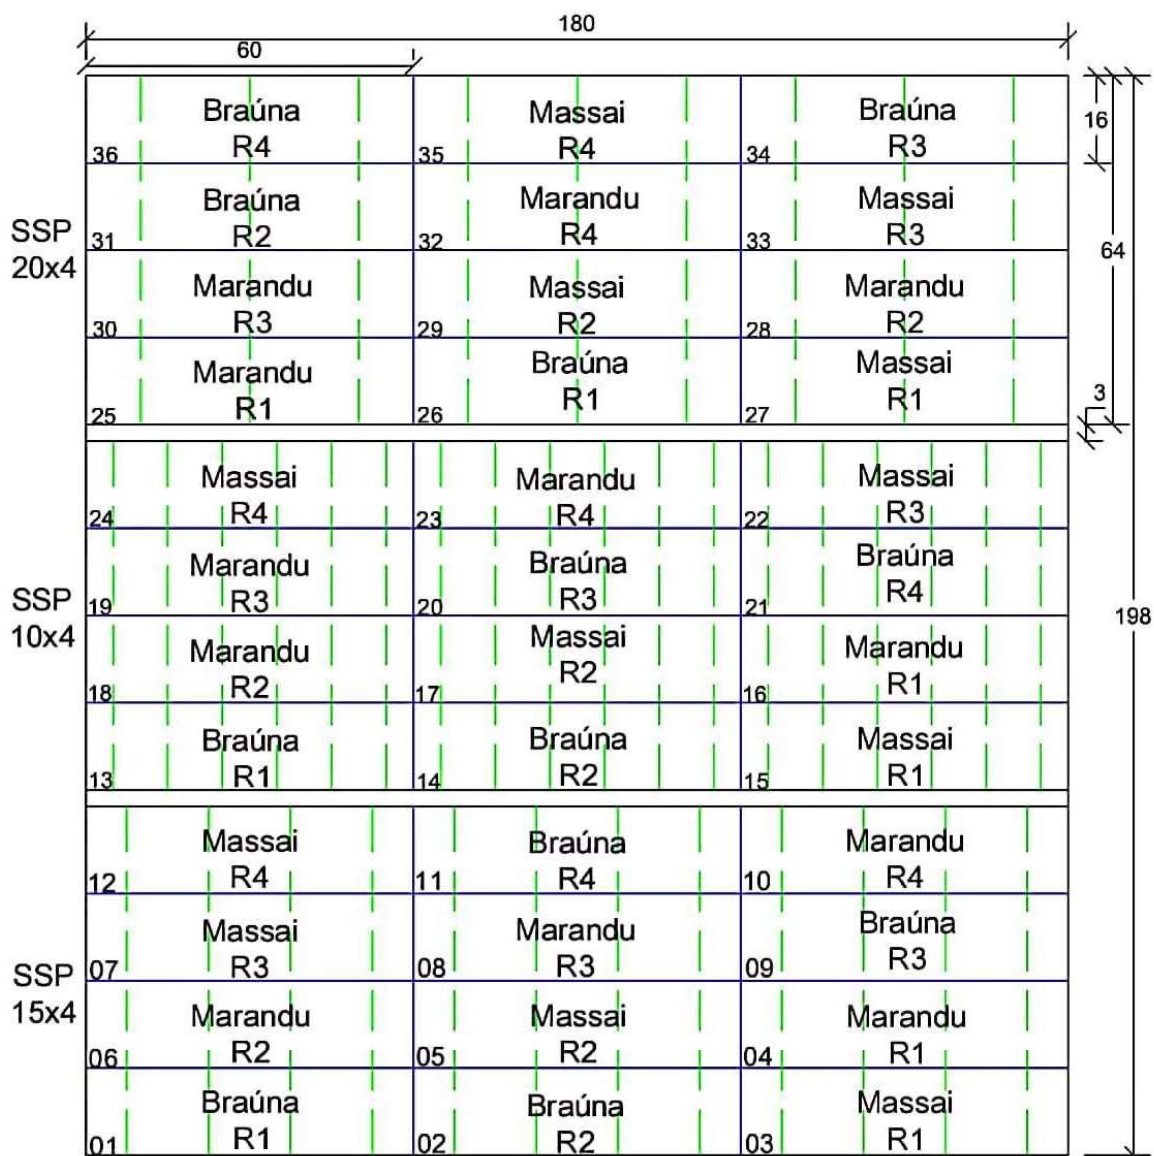 180
60
Braúna
R4
36
Massai
R4
35
Braúna
R3
34
16
SSP
20x4
Braúna
R2
31
Marandu
R4
32
Massai
R3
33
64
Marandu
R3
30
Massai
R2
29
Marandu
R2
28
Marandu
R1
25
Braúna
R1
26
Massai
R1
27
3
198
SSP
10x4
Massai
R4
24
Marandu
R4
23
Massai
R3
22
Marandu
R3
19
Braúna
R3
20
Braúna
R4
21
Marandu
R2
18
Massai
R2
17
Marandu
R1
16
Braúna
R1
13
Braúna
R2
14
Massai
R1
15
SSP
15x4
Massai
R4
12
Braúna
R4
11
Marandu
R4
10
Massai
R3
07
Marandu
R3
08
Braúna
R3
09
Marandu
R2
06
Massai
R2
05
Marandu
R1
04
Braúna
R1
01
Braúna
R2
02
Massai
R1
03